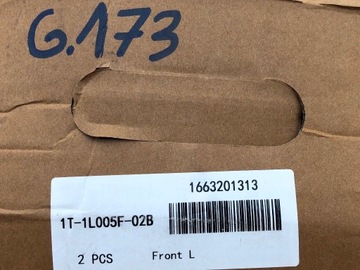 G.173
1663201313
1T-1L005F-02B
2 PCS Front L